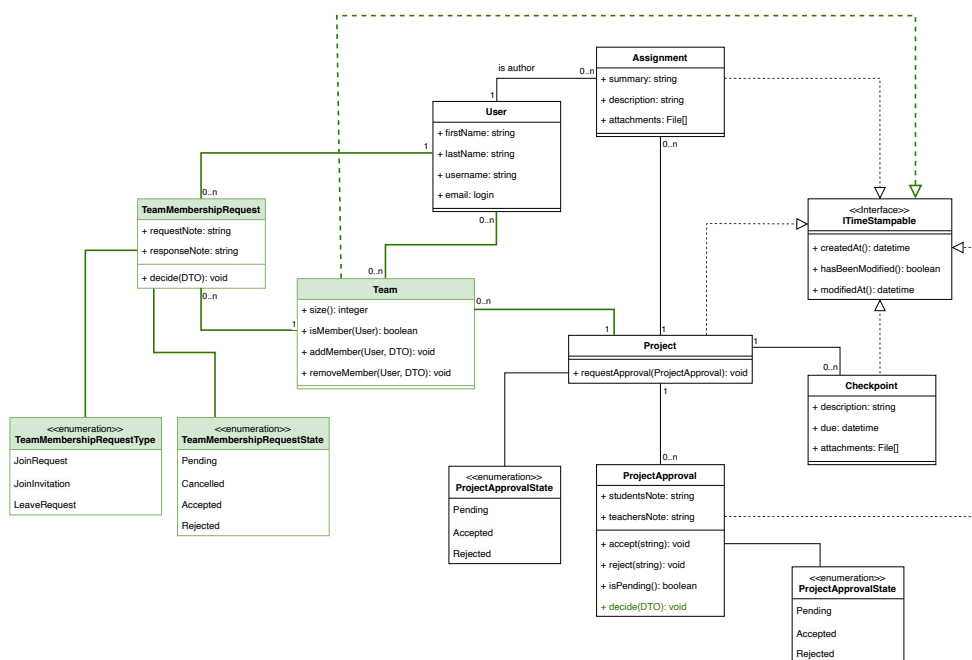 is author
0..n
1
Assignment
+ summary: string
+ description: string
+ attachments: File[]
0..n
User
+ firstName: string
+ lastName: string
+ username: string
+ email: login
1
0..n
0..n
TeamMembershipRequest
+ requestNote: string
+ responseNote: string
+ decide(DTO): void
0..n
<<Interface>>
ITimeStampable
+ createdAt(): datetime
+ hasBeenModified(): boolean
+ modifiedAt(): datetime
0..n
Team
+ size(): integer
+ isMember(User): boolean
+ addMember(User, DTO): void
+ removeMember(User, DTO): void
1
0..n
1
1
Project
+ requestApproval(ProjectApproval): void
1
1
0..n
Checkpoint
+ description: string
+ due: datetime
+ attachments: File[]
<<enumeration>>
TeamMembershipRequestType
JoinRequest
JoinInvitation
LeaveRequest
<<enumeration>>
TeamMembershipRequestState
Pending
Cancelled
Accepted
Rejected
<<enumeration>>
ProjectApprovalState
Pending
Accepted
Rejected
0..n
ProjectApproval
+ studentsNote: string
+ teachersNote: string
+ accept(string): void
+ reject(string): void
+ isPending(): boolean
+ decide(DTO): void
<<enumeration>>
ProjectApprovalState
Pending
Accepted
Rejected